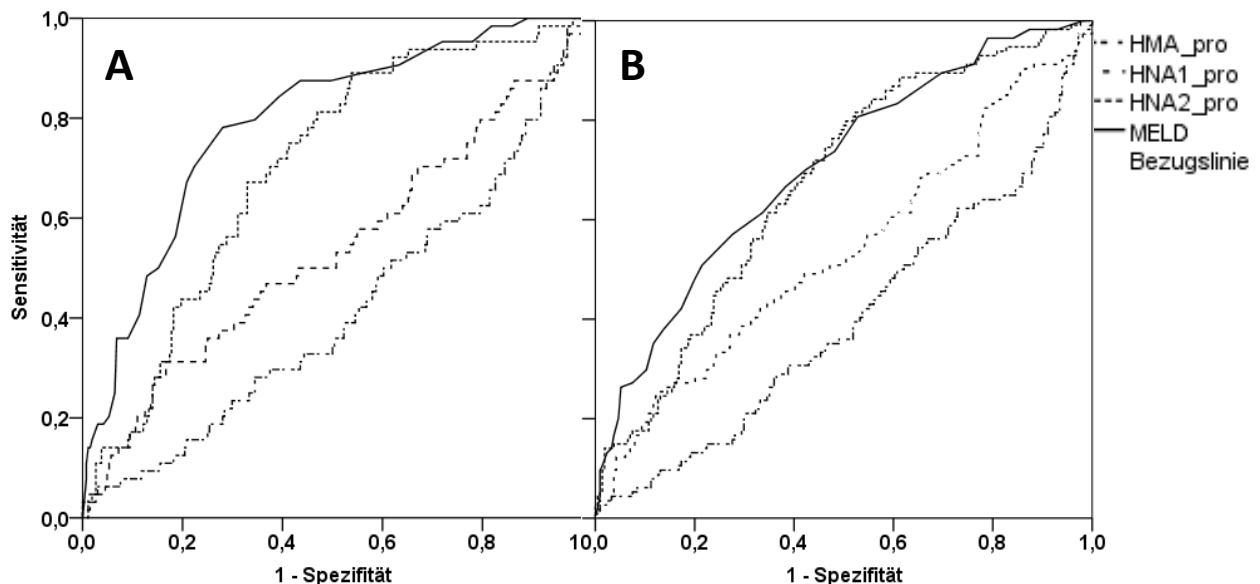 A
B
Sensitivität
1,0
0,8
0,6
0,4
0,2
0,0
0,0 0,2 0,4 0,6 0,8 1 0,0 0,2 0,4 0,6 0,8 1,0
1 - Spezifität
1 - Spezifität
HMA_pro
HNA1_pro
HNA2_pro
MELD
Bezugslinie